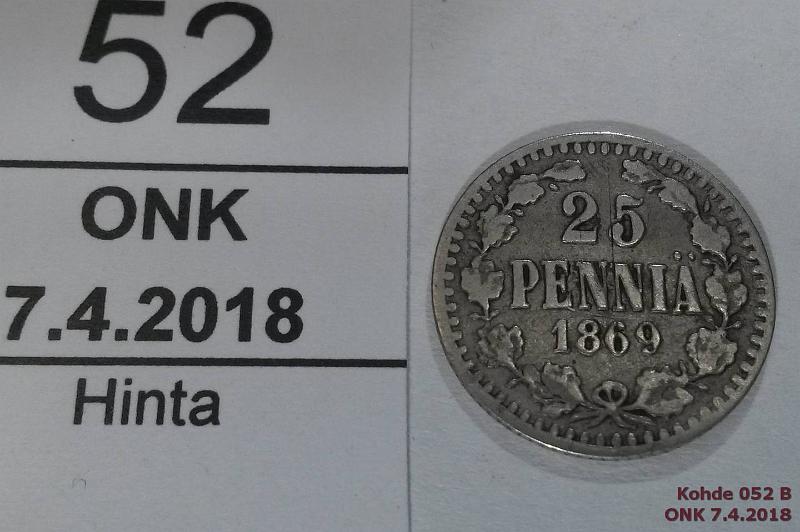 52
ONK
7.4.2018
Hinta
25
PENNIÄ
1869
Kohde 052 B
ONK 7.4.2018